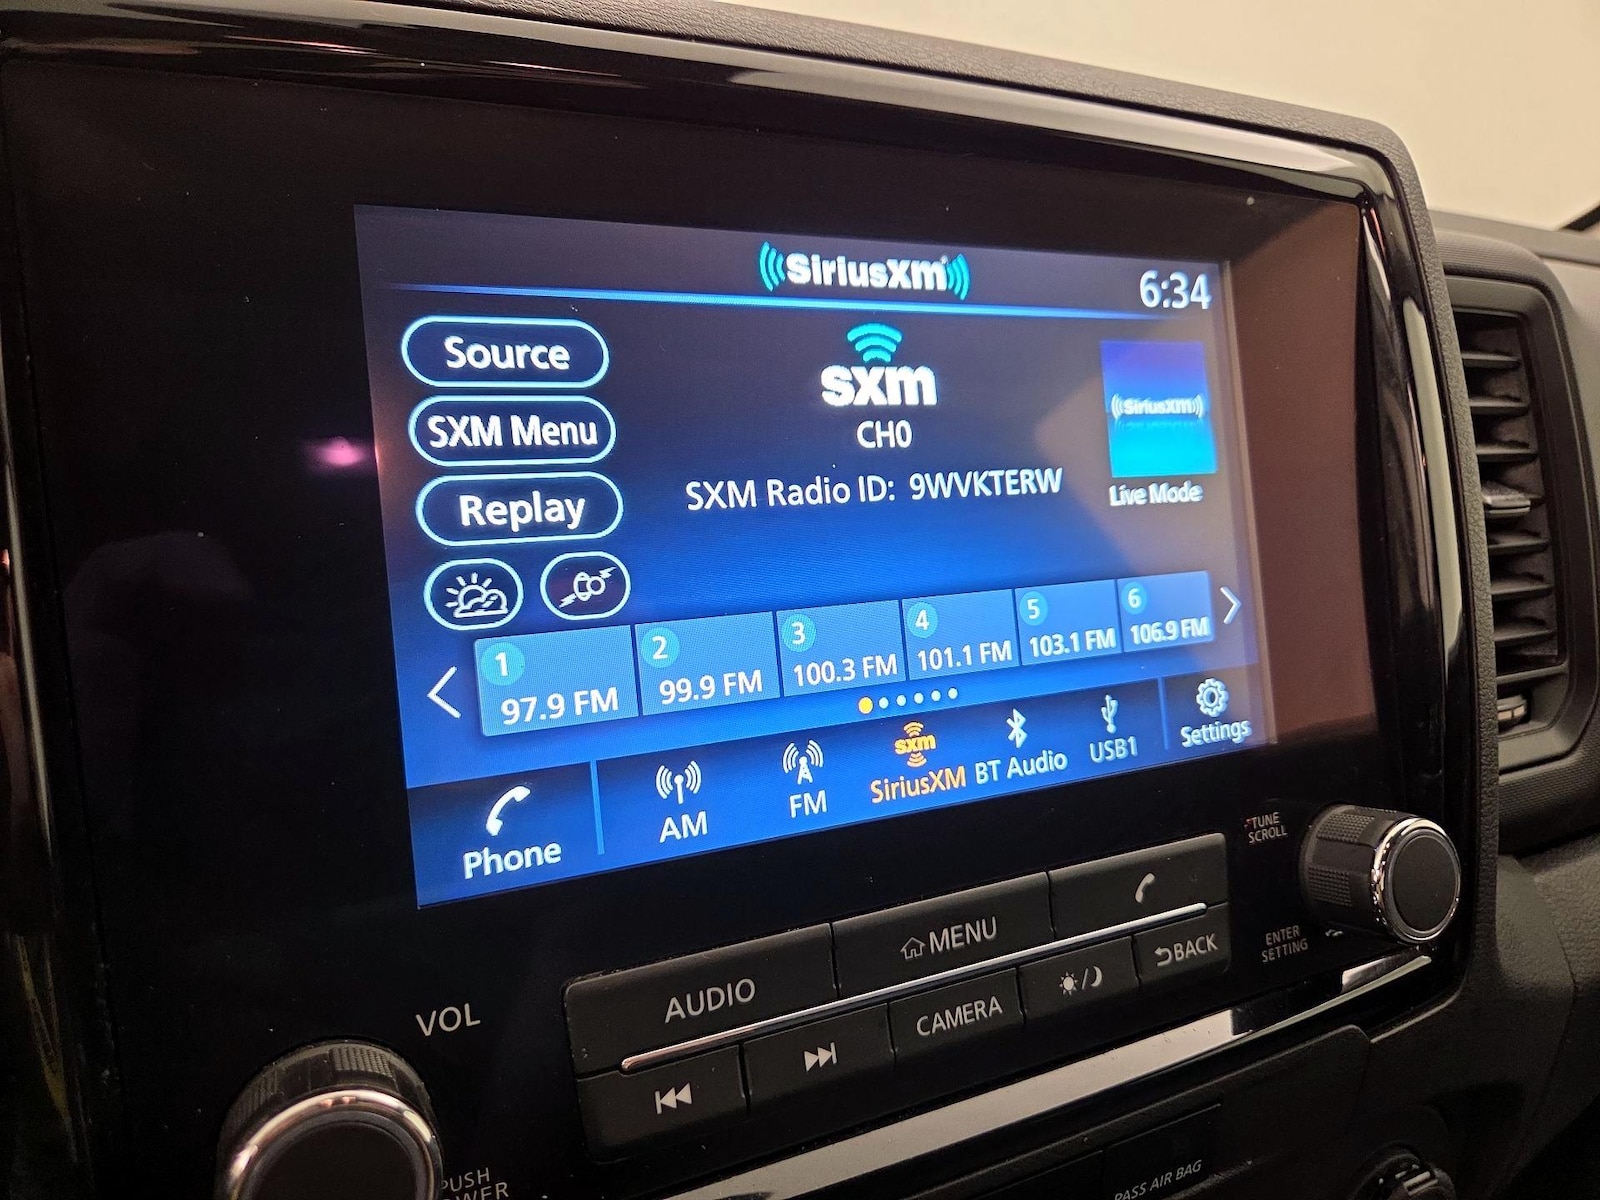 SiriusXM
6:34
Source
SXM Menu
Replay
sxm
CH0
SXM Radio ID: 9WVKTERW
SiriusXM
Live Mode
1
97.9 FM
2
99.9 FM
3
100.3 FM
4
101.1 FM
5
103.1 FM
6
106.9 FM
Phone
AM
FM
sxm
SiriusXM
BT Audio
USB1
Settings
TUNE
SCROLL
ENTER
SETTING
VOL
PUSH
POWER
AUDIO
MENU
CAMERA
BACK
PASS AIR BAG